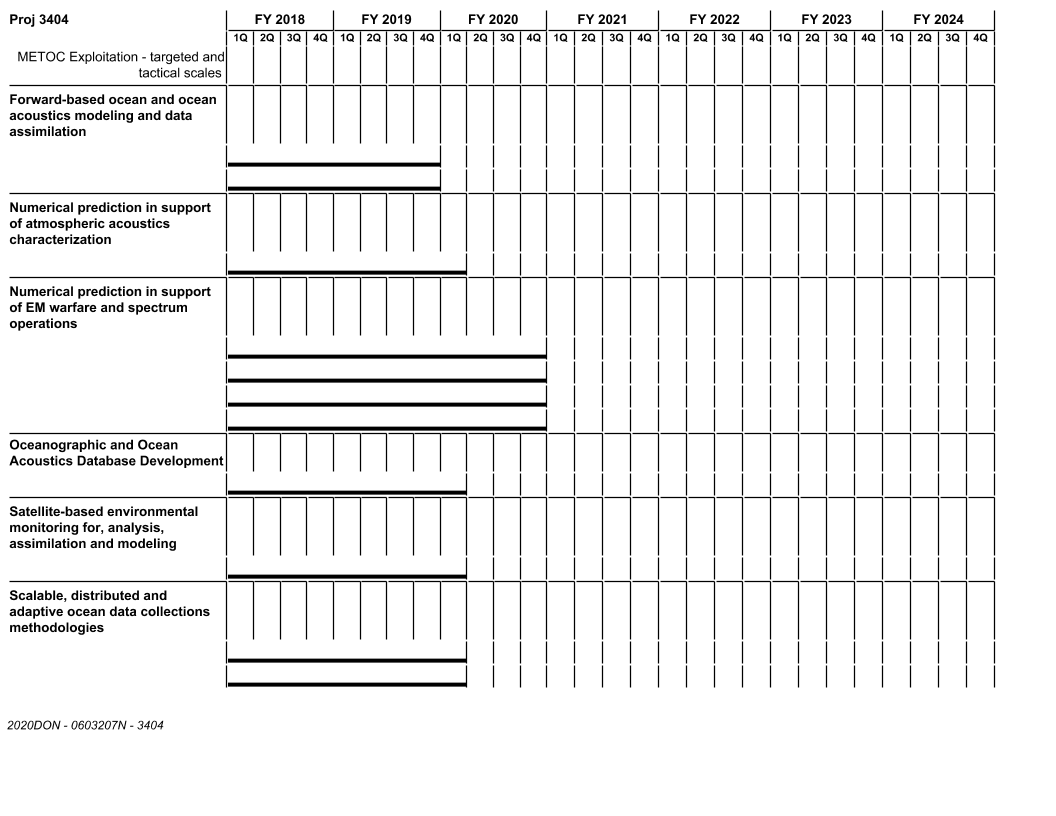 Proj 3404 FY 2018 FY 2019 FY 2020 FY 2021 FY 2022 FY 2023 FY 2024
1Q 2Q 3Q 4Q 1Q 2Q 3Q 4Q 1Q 2Q 3Q 4Q 1Q 2Q 3Q 4Q 1Q 2Q 3Q 4Q 1Q 2Q 3Q 4Q 1Q 2Q 3Q 4Q
METOC Exploitation - targeted and
tactical scales
Forward-based ocean and ocean
acoustics modeling and data
assimilation
Numerical prediction in support
of atmospheric acoustics
characterization
Numerical prediction in support
of EM warfare and spectrum
operations
Oceanographic and Ocean
Acoustics Database Development
Satellite-based environmental
monitoring for, analysis,
assimilation and modeling
Scalable, distributed and
adaptive ocean data collections
methodologies
2020DON - 0603207N - 3404